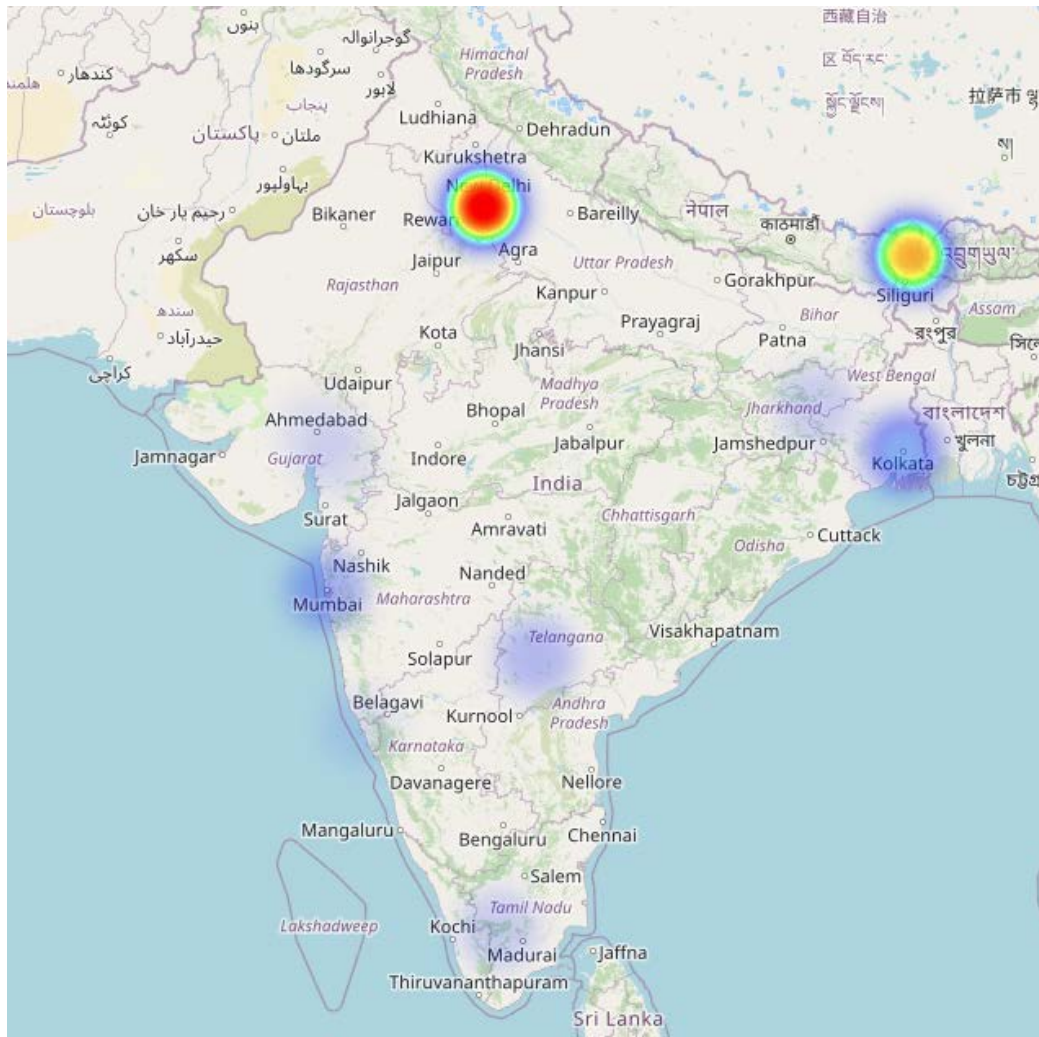 西藏自治
区 བོད་རང་
སྐྱོང་ལྗོངས།
拉萨市 ལྷ
ས།
بنوں
گوجرانوالہ
سرگودھا
Himachal
Pradesh
کندھار
هلمند
لاہور
پنجاب
Ludhiana
Dehradun
کوئٹہ
پاکستان
ملتان
Kurukshetra
بہاولپور
New Delhi
بلوچستان
رحیم یار خان
Bikaner
Bareilly
नेपाल
काठमाडौं
سکھر
Agra
Jaipur
Uttar Pradesh
Gorakhpur
འབྲུག་ཡུལ་
Rajasthan
Kanpur
Siliguri
سندھ
Bihar
Assam
حیدرآباد
Kota
Prayagraj
Patna
রংপুর
Jhansi
کراچی
Udaipur
Madhya
Pradesh
West Bengal
Ahmedabad
Bhopal
Jharkhand
বাংলাদেশ
Jamnagar
Gujarat
Indore
Jabalpur
Jamshedpur
খুলনা
Kolkata
India
Surat
Jalgaon
Amravati
Chhattisgarh
Cuttack
Odisha
Nashik
Nanded
Mumbai
Maharashtra
Telangana
Visakhapatnam
Solapur
Belagavi
Kurnool
Andhra
Pradesh
Karnataka
Davanagere
Nellore
Mangaluru
Bengaluru
Chennai
Salem
Tamil Nadu
Lakshadweep
Kochi
Madurai
Jaffna
Thiruvananthapuram
Sri Lanka